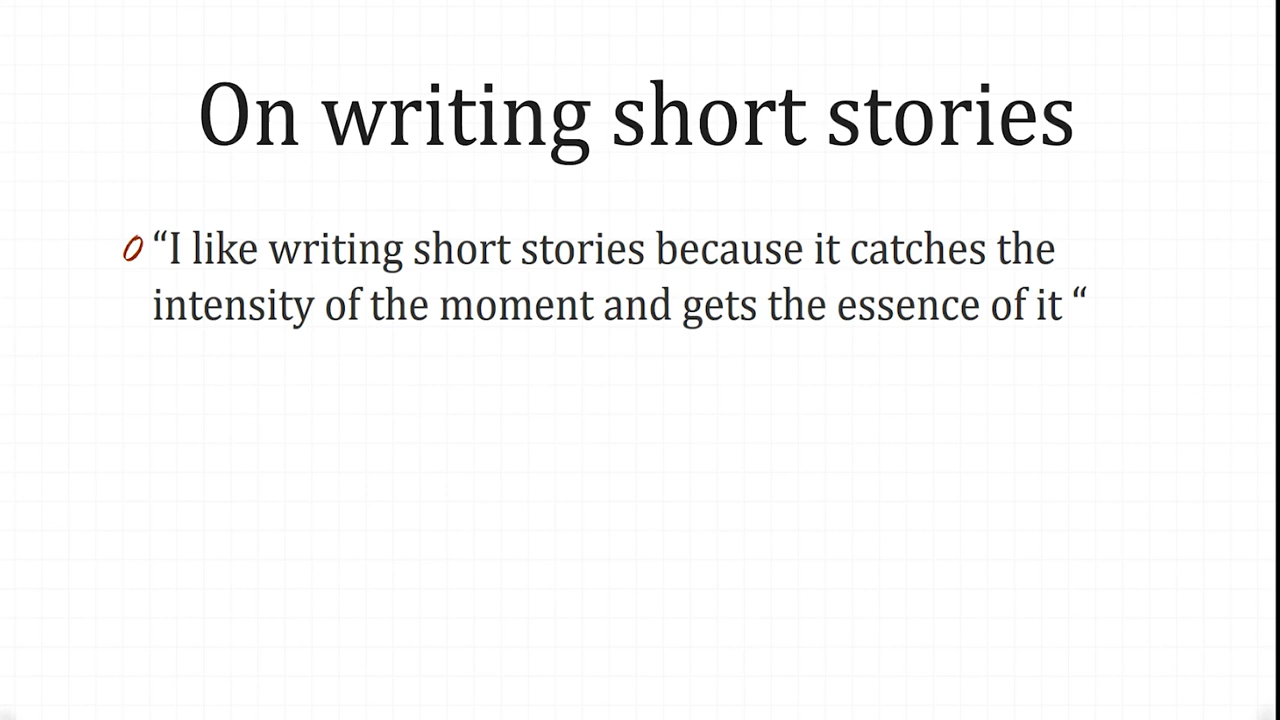 On writing short stories
“I like writing short stories because it catches the
intensity of the moment and gets the essence of it “